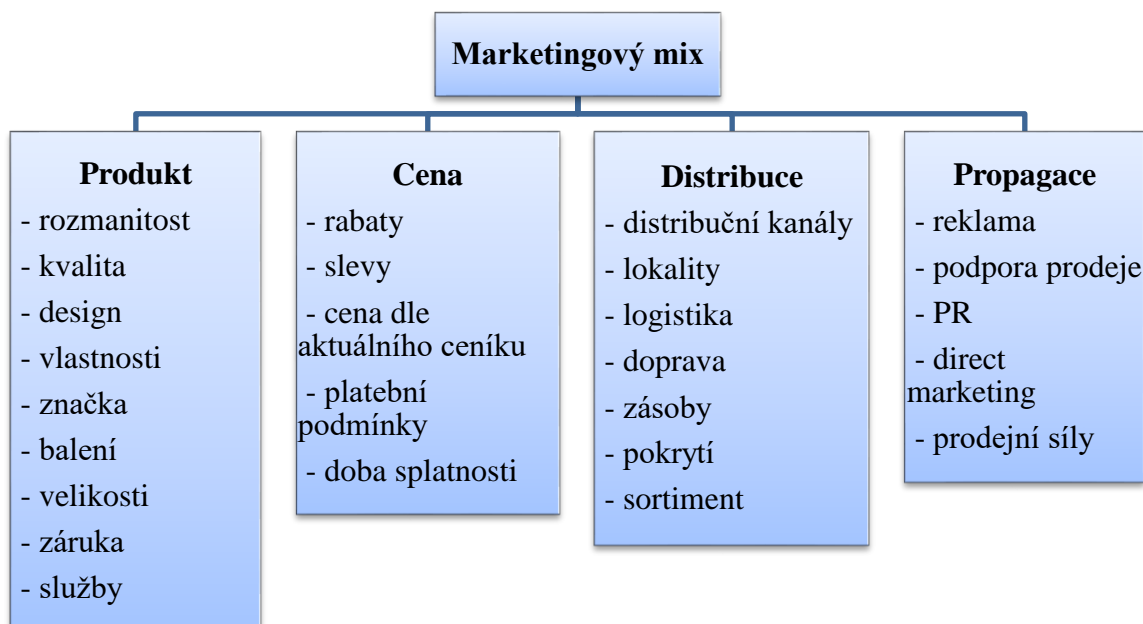 Marketingový mix
Produkt
- rozmanitost
- kvalita
- design
- vlastnosti
- značka
- balení
- velikosti
- záruka
- služby
Cena
- rabaty
- slevy
- cena dle
aktuálního ceníku
- platební
podmínky
- doba splatnosti
Distribuce
- distribuční kanály
- lokality
- logistika
- doprava
- zásoby
- pokrytí
- sortiment
Propagace
- reklama
- podpora prodeje
- PR
- direct
marketing
- prodejní síly